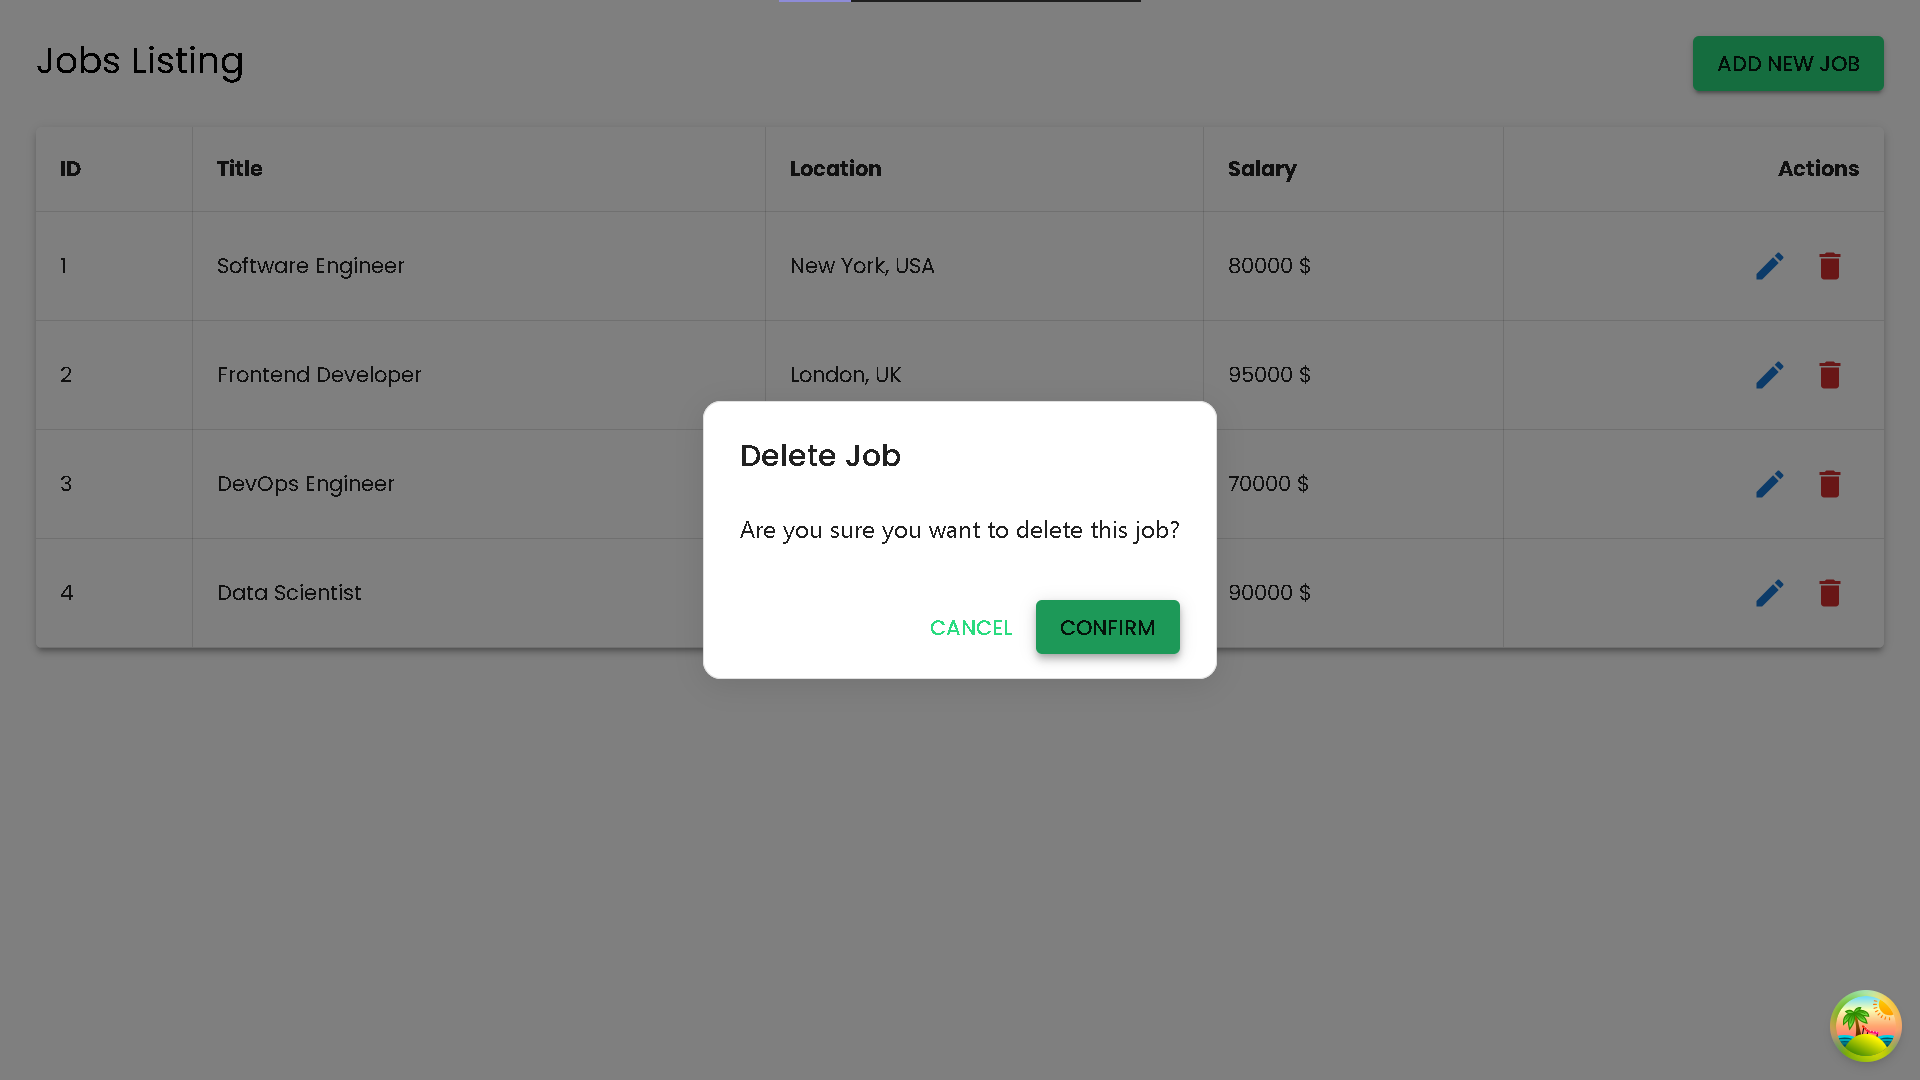 Jobs Listing
ADD NEW JOB
ID Title Location Salary Actions
1 Software Engineer New York, USA 80000 $
2 Frontend Developer London, UK 95000 $
3 DevOps Engineer 70000 $
4 Data Scientist 90000 $
Delete Job
Are you sure you want to delete this job?
CANCEL CONFIRM